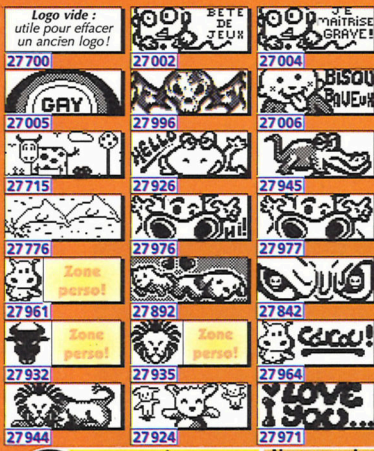 Logo vide :
utile pour effacer
un ancien logo!
BETE
DE
JEUX
JE
MAITRISE
GRAVE!
27700
27002
27004
GAY
BISOU
BAVEUX
27005
27996
27006
HELLO
27715
27926
27945
Hi!
27776
27976
27977
Zone
perso!
27961
27892
27842
Zone
perso!
Zone
perso!
COUCOU!
27932
27935
27964
I LOVE
YOU...
27944
27924
27971